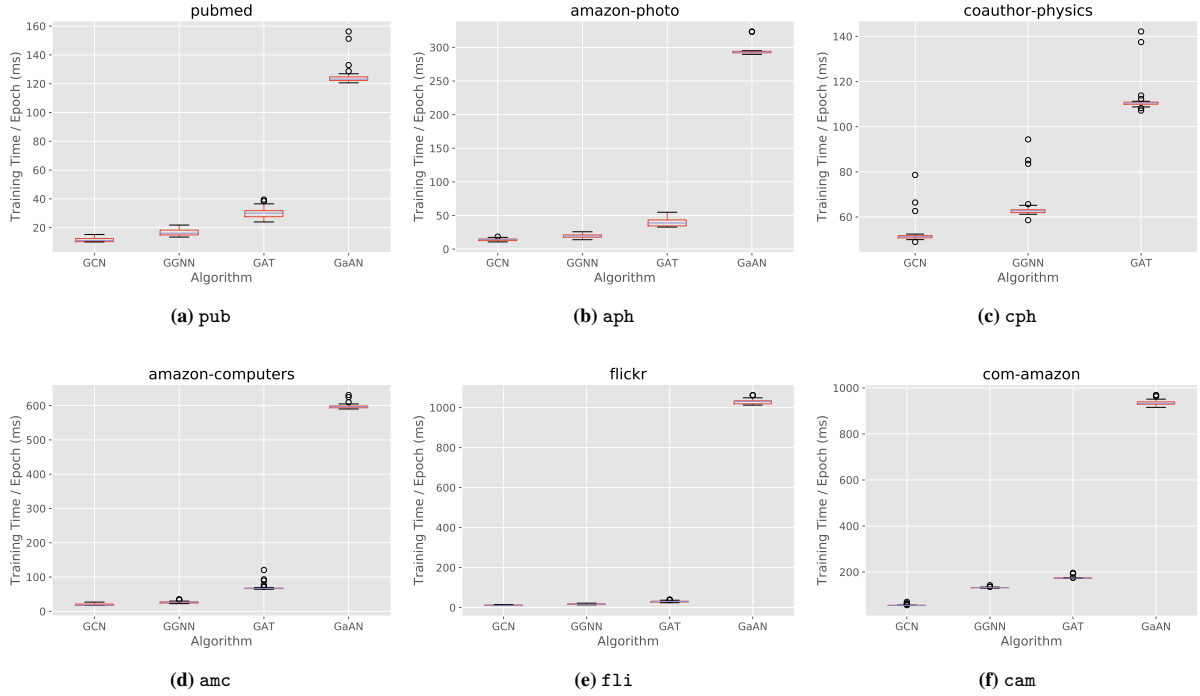 pubmed
160
140
120
100
80
60
40
20
Training Time / Epoch (ms)
GCN GGNN GAT GaAN
Algorithm
(a) pub
amazon-photo
300
250
200
150
100
50
0
Training Time / Epoch (ms)
GCN GGNN GAT GaAN
Algorithm
(b) aph
coauthor-physics
140
120
100
80
60
Training Time / Epoch (ms)
GCN GGNN GAT
Algorithm
(c) cph
amazon-computers
600
500
400
300
200
100
0
Training Time / Epoch (ms)
GCN GGNN GAT GaAN
Algorithm
(d) amc
flickr
1000
800
600
400
200
0
Training Time / Epoch (ms)
GCN GGNN GAT GaAN
Algorithm
(e) fli
com-amazon
1000
800
600
400
200
Training Time / Epoch (ms)
GCN GGNN GAT GaAN
Algorithm
(f) cam